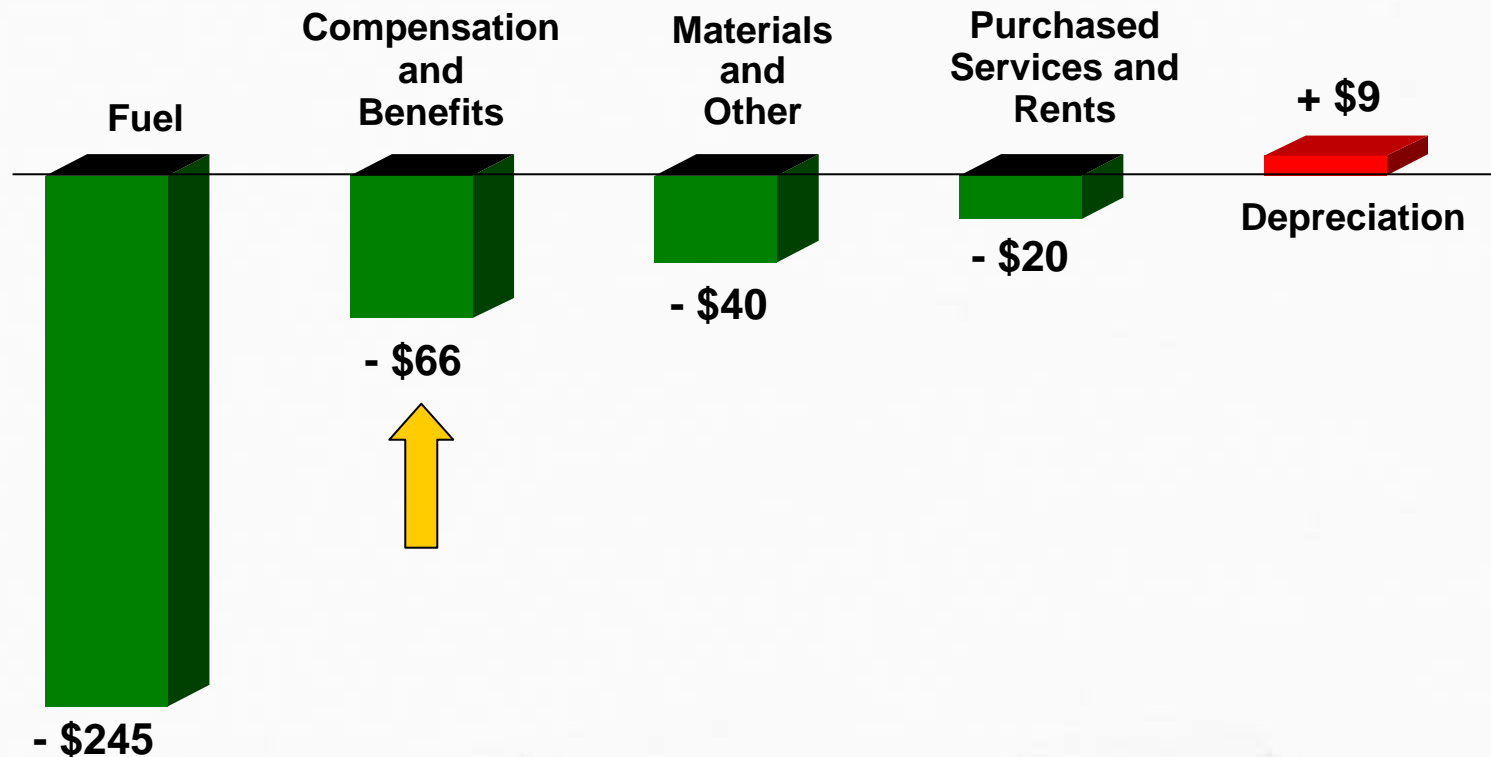 Fuel
- $245
Compensation
and
Benefits
- $66
Materials
and
Other
- $40
Purchased
Services and
Rents
- $20
+ $9
Depreciation